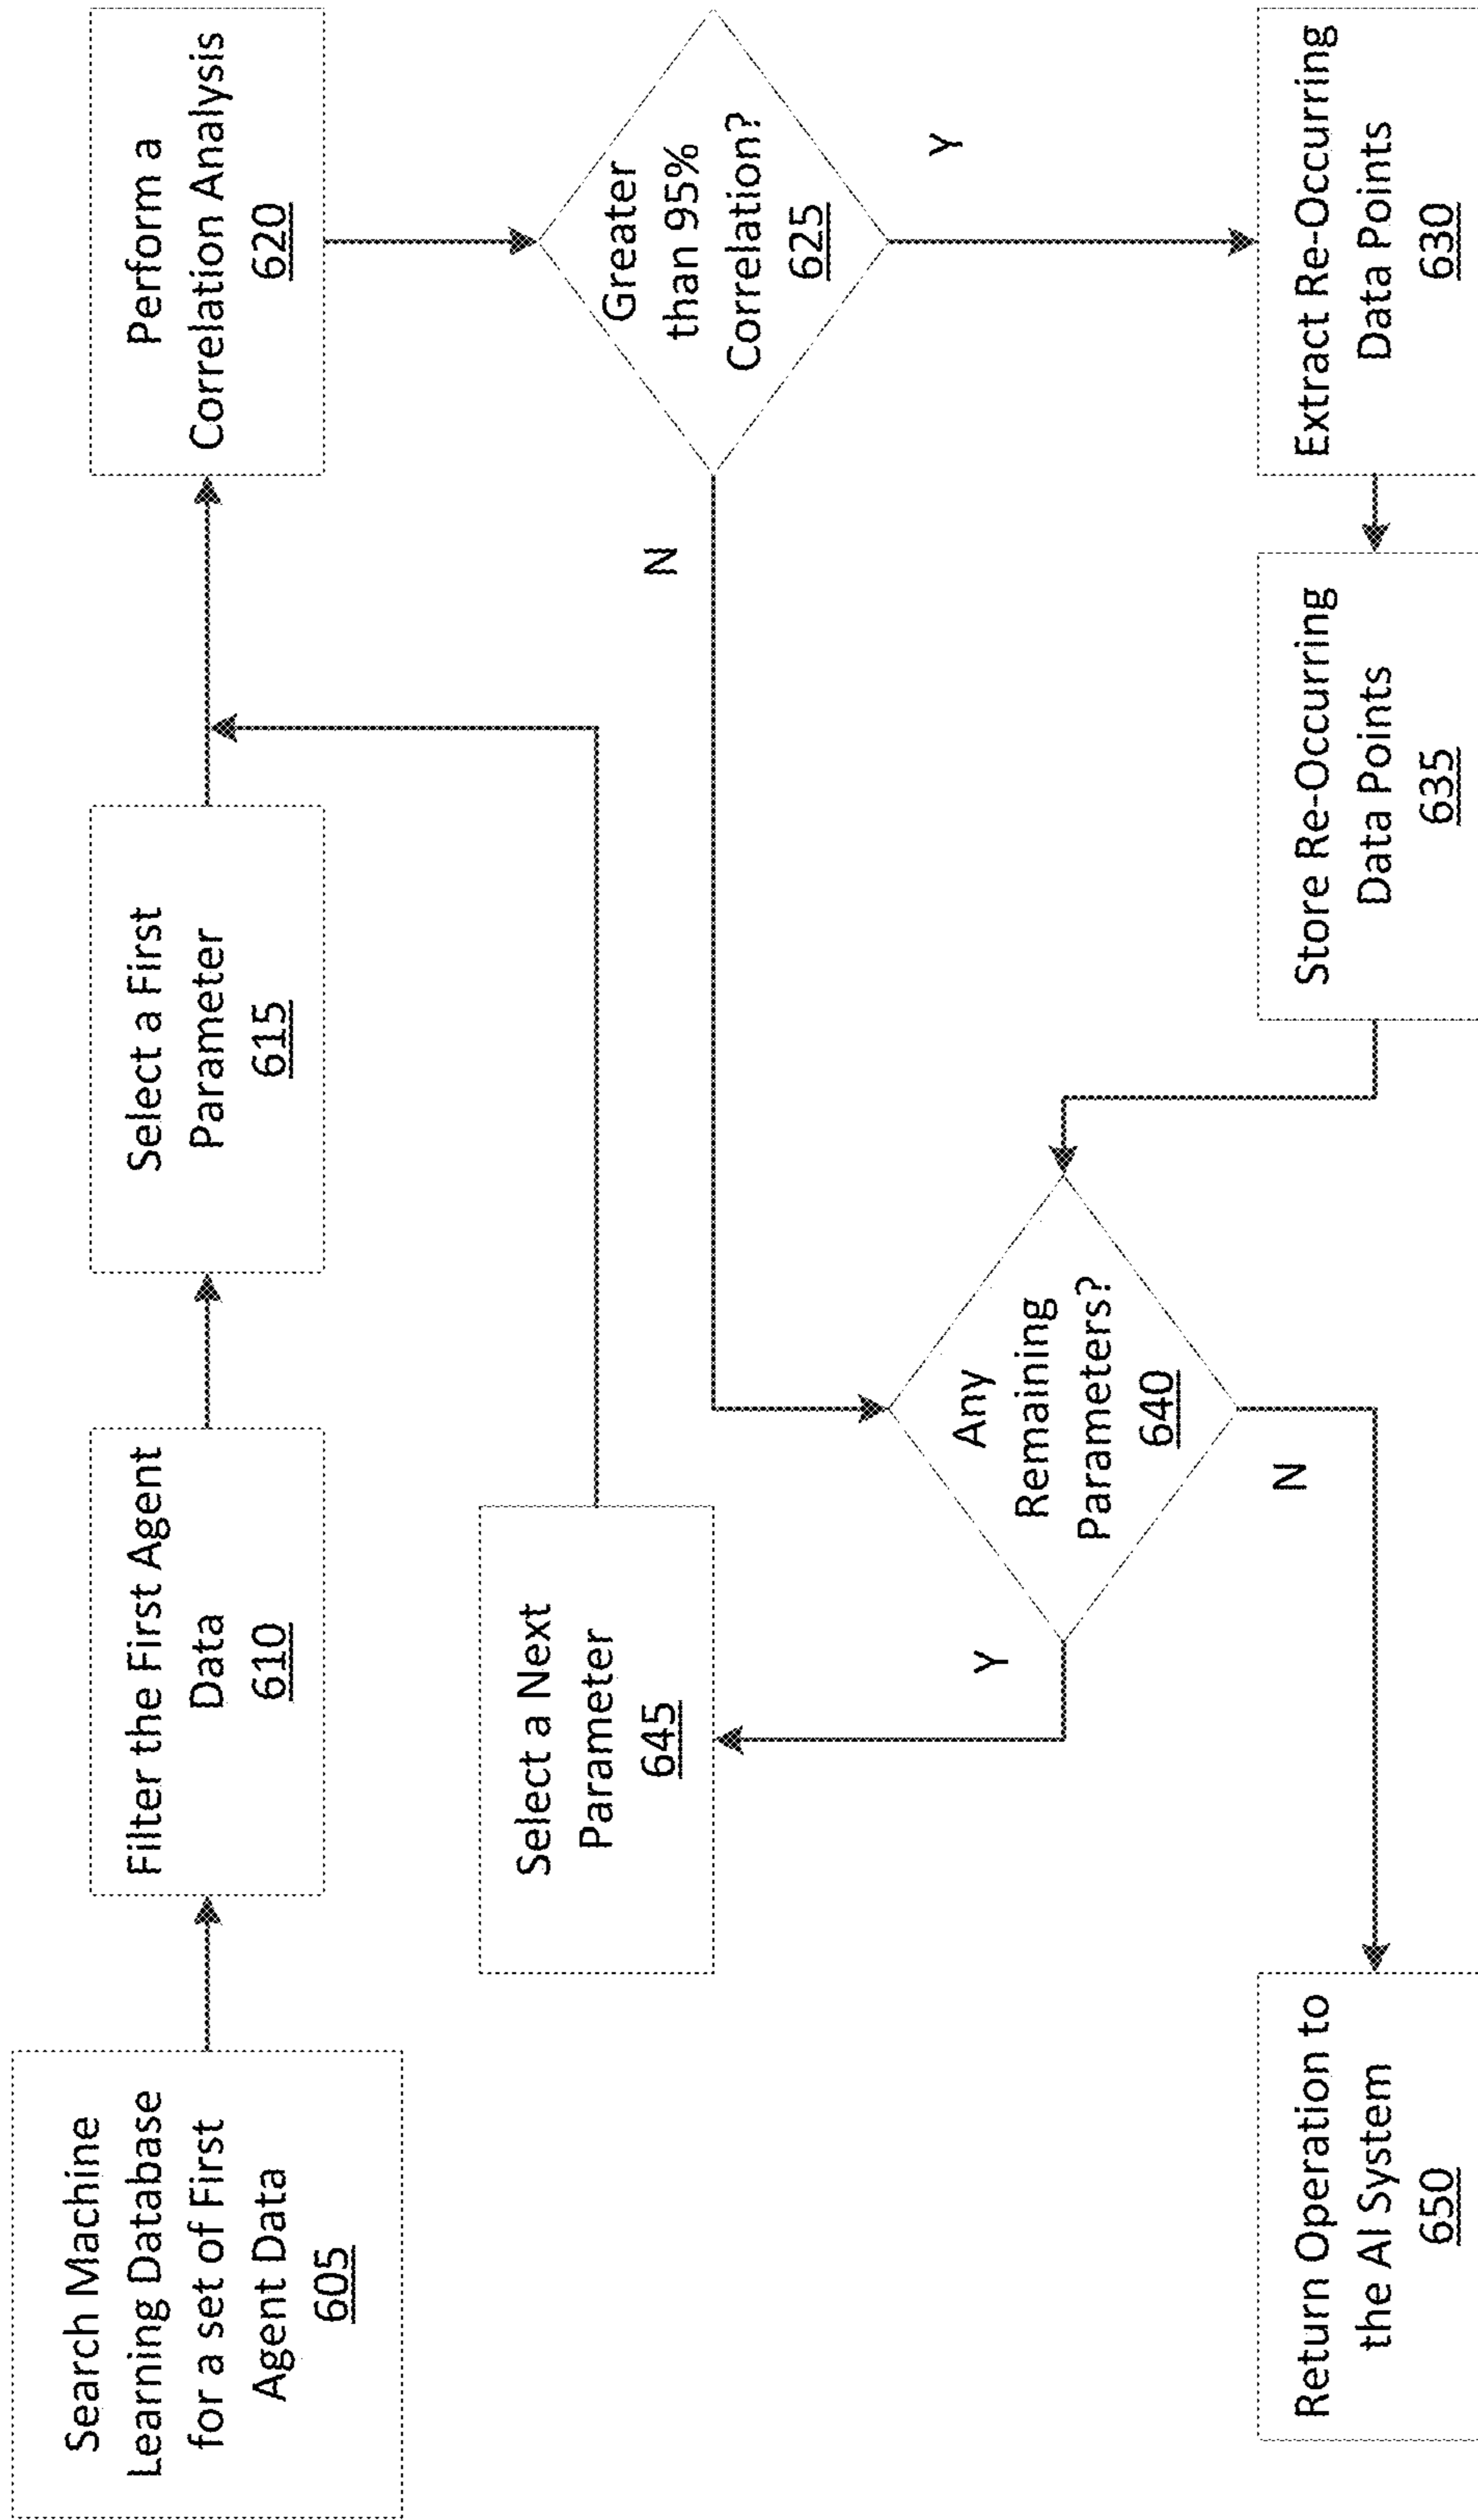 Search Machine
Learning Database
for a set of First
Agent Data
605
Filter the First Agent
Data
610
Select a First
Parameter
615
Perform a
Correlation Analysis
620
Greater
than 95%
Correlation?
625
N
Y
Select a Next
Parameter
645
Any
Remaining
Parameters?
640
Y
N
Return Operation to
the AI System
650
Store Re-Occurring
Data Points
635
Extract Re-Occurring
Data Points
630